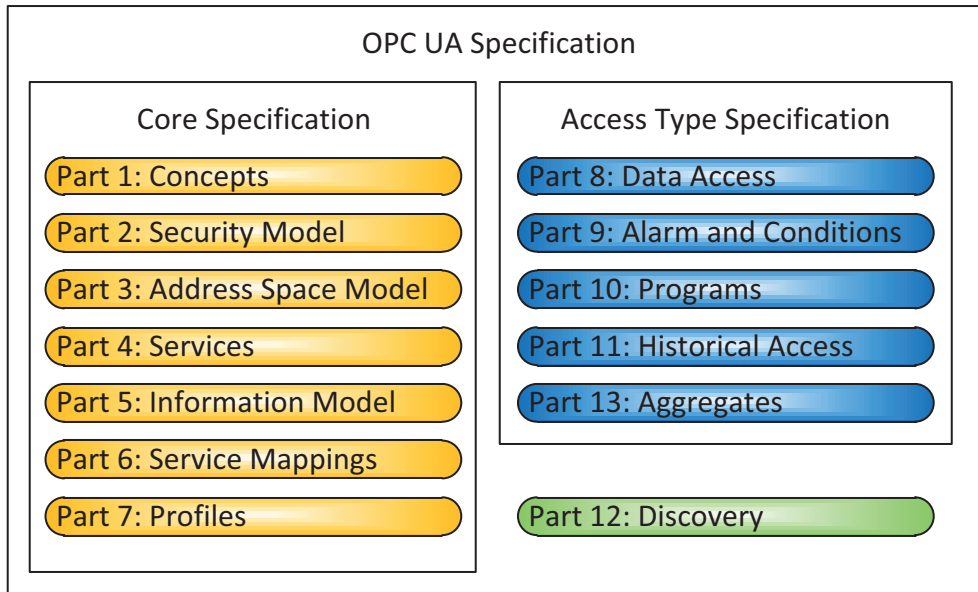 OPC UA Specification
Core Specification
Part 1: Concepts
Part 2: Security Model
Part 3: Address Space Model
Part 4: Services
Part 5: Information Model
Part 6: Service Mappings
Part 7: Profiles
Access Type Specification
Part 8: Data Access
Part 9: Alarm and Conditions
Part 10: Programs
Part 11: Historical Access
Part 13: Aggregates
Part 12: Discovery